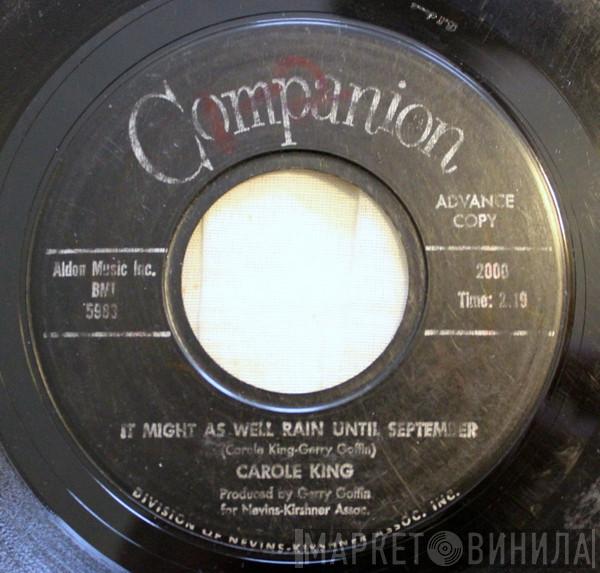 Companion
ADVANCE
COPY
Aldon Music Inc.
BMI
5983
2000
Time: 2.19
IT MIGHT AS WELL RAIN UNTIL SEPTEMBER
(Carole King-Gerry Goffin)
CAROLE KING
Produced by Gerry Goffin
for Nevins-Kirshner Assoc.
DIVISION OF NEVINS-KIRSHNER ASSOC. INC.
МАРКЕТ ВИНИЛА